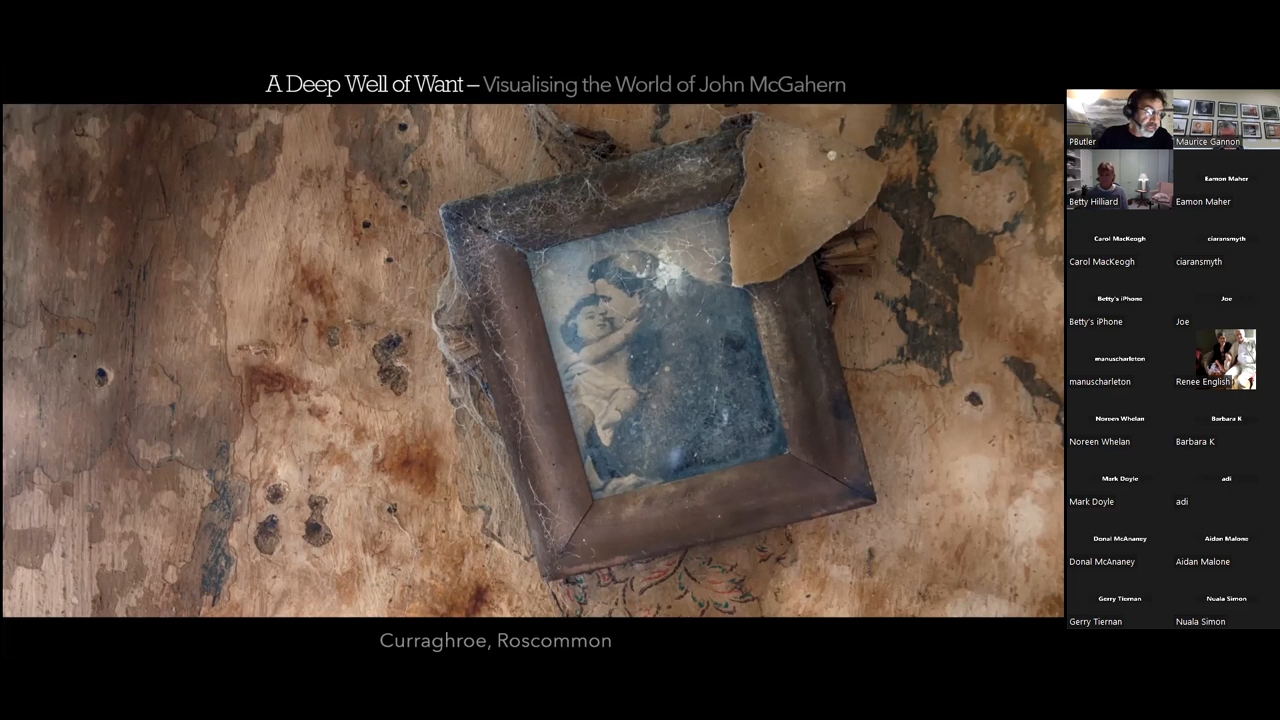 A Deep Well of Want – Visualising the World of John McGahern
PButler
Maurice Gannon
Betty Hilliard
Eamon Maher
Eamon Maher
Carol MacKeogh
ciaransmyth
Carol MacKeogh
ciaransmyth
Betty's iPhone
Joe
Betty's iPhone
Joe
manuscharleton
manuscharleton
Renee English
Noreen Whelan
Barbara K
Noreen Whelan
Barbara K
Mark Doyle
adi
Mark Doyle
adi
Donal McAnaney
Aidan Malone
Donal McAnaney
Aidan Malone
Gerry Tiernan
Nuala Simon
Gerry Tiernan
Nuala Simon
Curraghroe, Roscommon